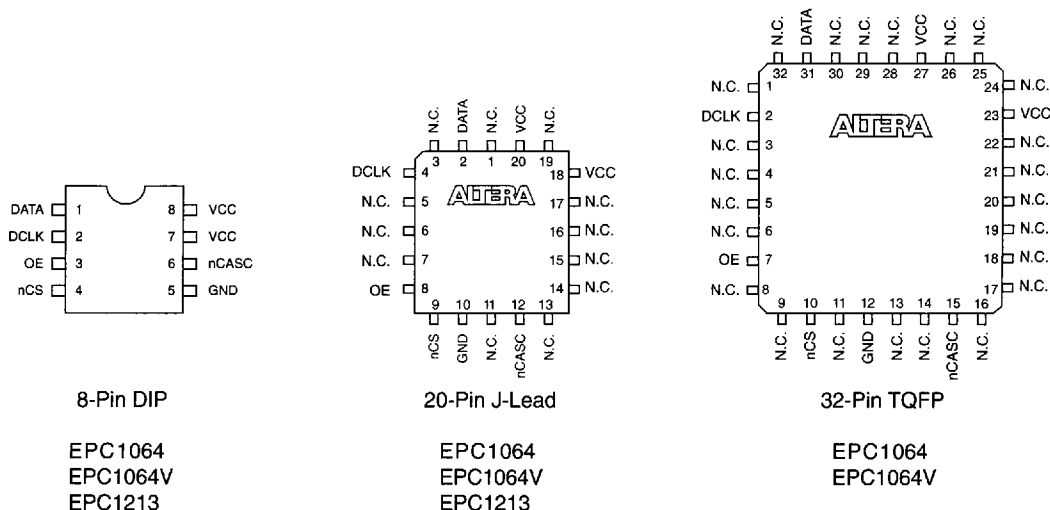 DATA 1 8 VCC
DCLK 2 7 VCC
OE 3 6 nCASC
nCS 4 5 GND
8-Pin DIP
EPC1064
EPC1064V
EPC1213
N.C. DATA N.C. VCC N.C.
3 2 1 20 19
DCLK 4 18 VCC
ALTERA
N.C. 5 17 N.C.
N.C. 6 16 N.C.
N.C. 7 15 N.C.
OE 8 14 N.C.
9 10 11 12 13
nCS GND N.C. nCASC N.C.
20-Pin J-Lead
EPC1064
EPC1064V
EPC1213
N.C. DATA N.C. N.C. N.C. VCC N.C. N.C.
32 31 30 29 28 27 26 25
N.C. 1 24 N.C.
DCLK 2 23 VCC
ALTERA
N.C. 3 22 N.C.
N.C. 4 21 N.C.
N.C. 5 20 N.C.
N.C. 6 19 N.C.
OE 7 18 N.C.
N.C. 8 17 N.C.
9 10 11 12 13 14 15 16
N.C. nCS N.C. GND N.C. N.C. nCASC N.C.
32-Pin TQFP
EPC1064
EPC1064V